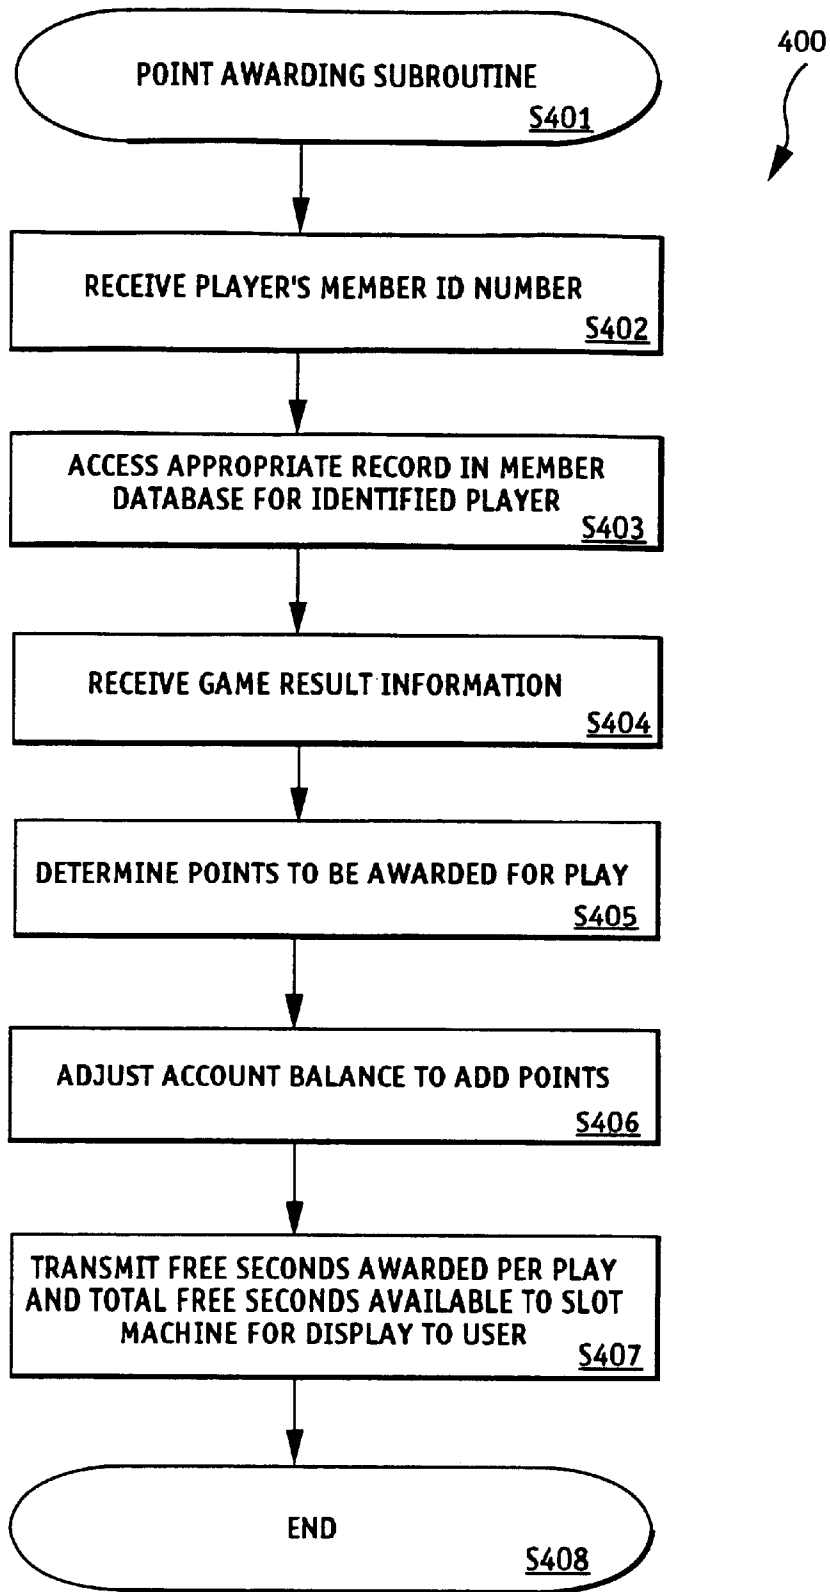 400
POINT AWARDING SUBROUTINE
S401
RECEIVE PLAYER'S MEMBER ID NUMBER
S402
ACCESS APPROPRIATE RECORD IN MEMBER
DATABASE FOR IDENTIFIED PLAYER
S403
RECEIVE GAME RESULT INFORMATION
S404
DETERMINE POINTS TO BE AWARDED FOR PLAY
S405
ADJUST ACCOUNT BALANCE TO ADD POINTS
S406
TRANSMIT FREE SECONDS AWARDED PER PLAY
AND TOTAL FREE SECONDS AVAILABLE TO SLOT
MACHINE FOR DISPLAY TO USER
S407
END
S408